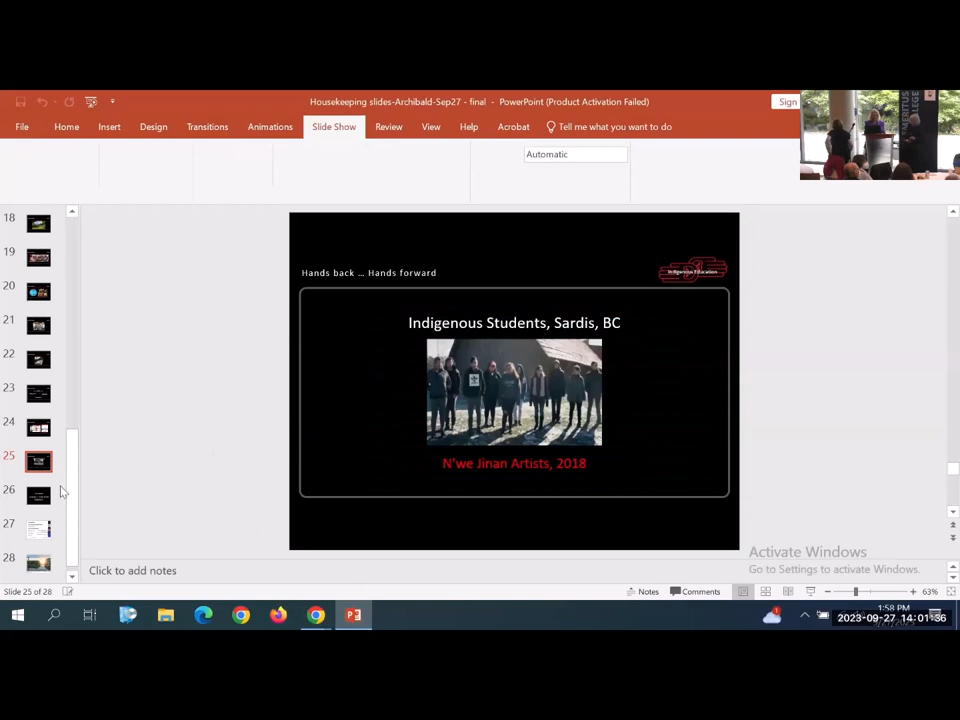 Housekeeping slides-Archibald-Sep27 - final - PowerPoint (Product Activation Failed)
Sign
File Home Insert Design Transitions Animations Slide Show Review View Help Acrobat Tell me what you want to do
Automatic
EMERITUS
COLLEGE
18
19
20
21
22
23
24
25
26
27
28
Hands back ... Hands forward
Indigenous Education
Indigenous Students, Sardis, BC
N'we Jinan Artists, 2018
Click to add notes
Activate Windows
Go to Settings to activate Windows.
Slide 25 of 28
Notes
Comments
63%
1:58 PM
2023-09-27 14:01:36